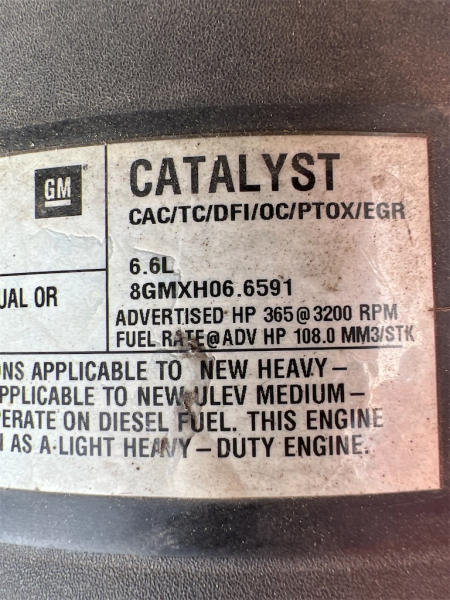 GM
CATALYST
CAC/TC/DFI/OC/PTOX/EGR
6.6L
8GMXH06.6591
UAL OR
ADVERTISED HP 365@3200 RPM
FUEL RATE@ADV HP 108.0 MM3/STK
ONS APPLICABLE TO NEW HEAVY–
APPLICABLE TO NEW ULEV MEDIUM–
PERATE ON DIESEL FUEL. THIS ENGINE
N AS A LIGHT HEAVY–DUTY ENGINE.